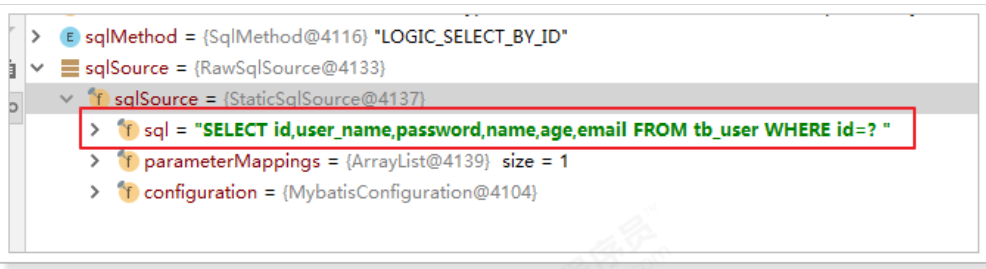 E sqlMethod = {SqlMethod@4116} "LOGIC_SELECT_BY_ID"
sqlSource = {RawSqlSource@4133}
f sqlSource = {StaticSqlSource@4137}
f sql = "SELECT id,user_name,password,name,age,email FROM tb_user WHERE id=? "
f parameterMappings = {ArrayList@4139} size = 1
f configuration = {MybatisConfiguration@4104}